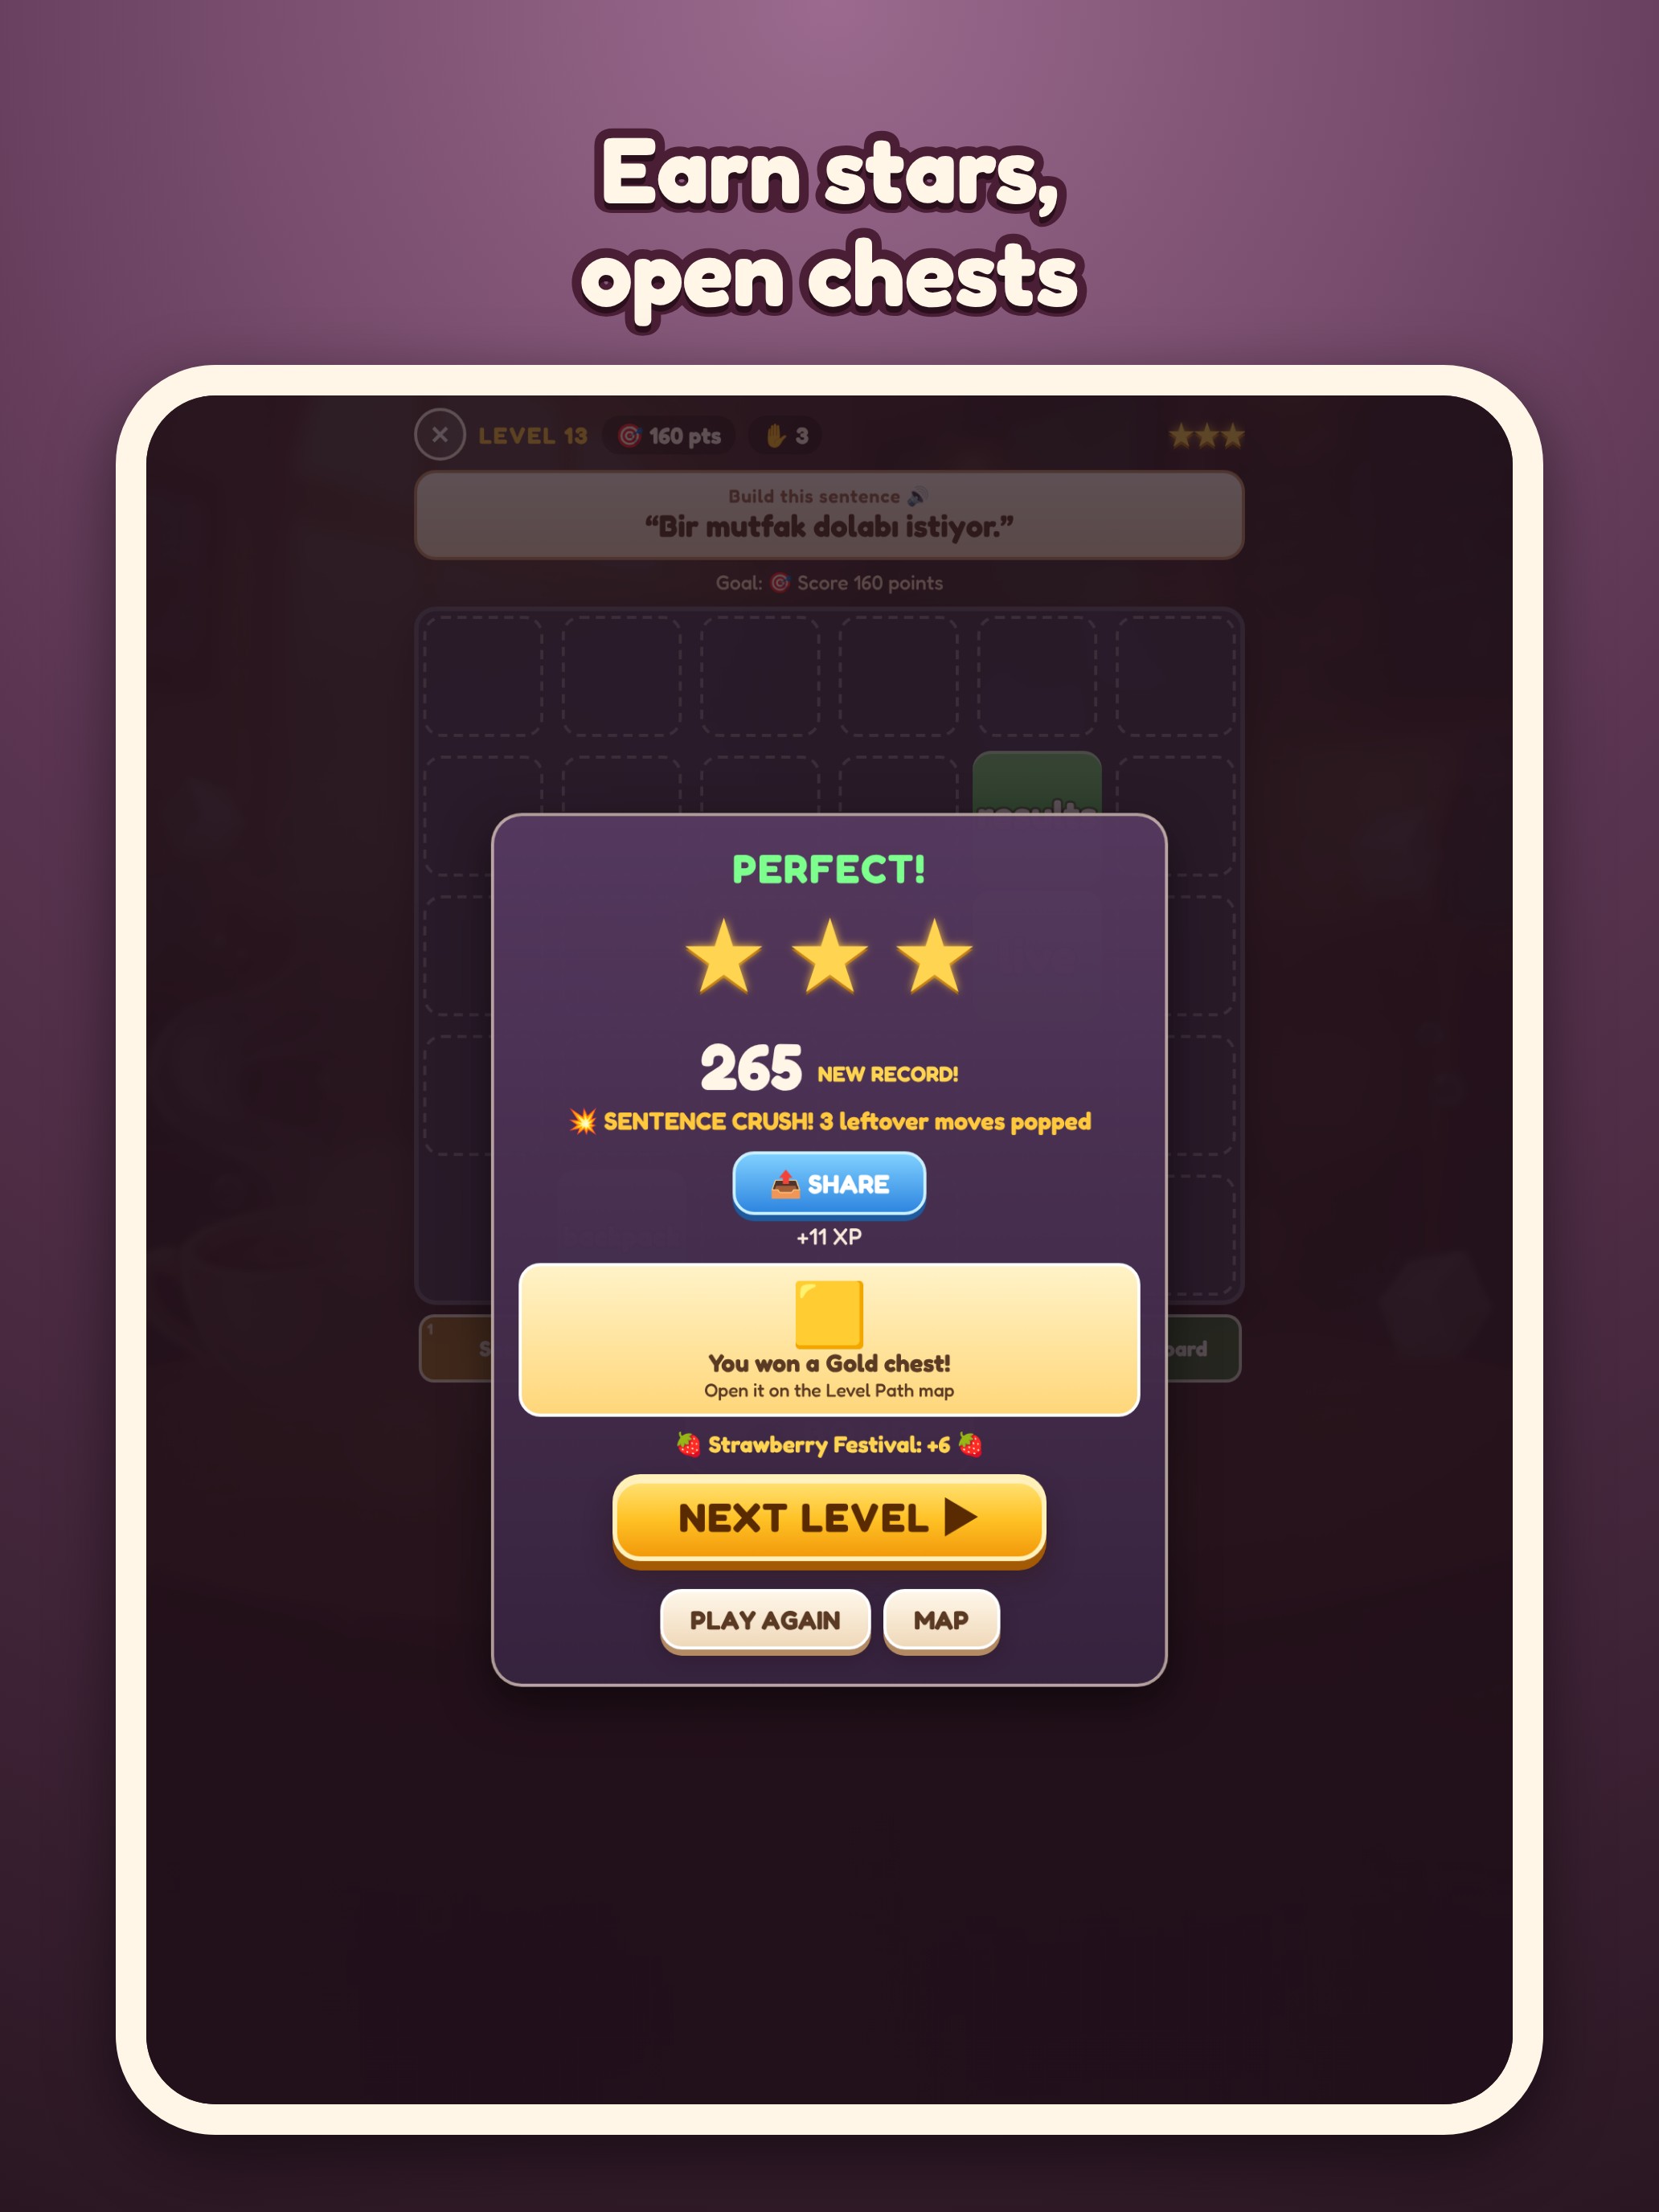 Earn stars,
open chests
LEVEL 13
160 pts
3
Build this sentence
“Bir mutfak dolabı istiyor.”
Goal: Score 160 points
PERFECT!
265 NEW RECORD!
SENTENCE CRUSH! 3 leftover moves popped
SHARE
+11 XP
You won a Gold chest!
Open it on the Level Path map
1
Strawberry Festival: +6
NEXT LEVEL
PLAY AGAIN
MAP